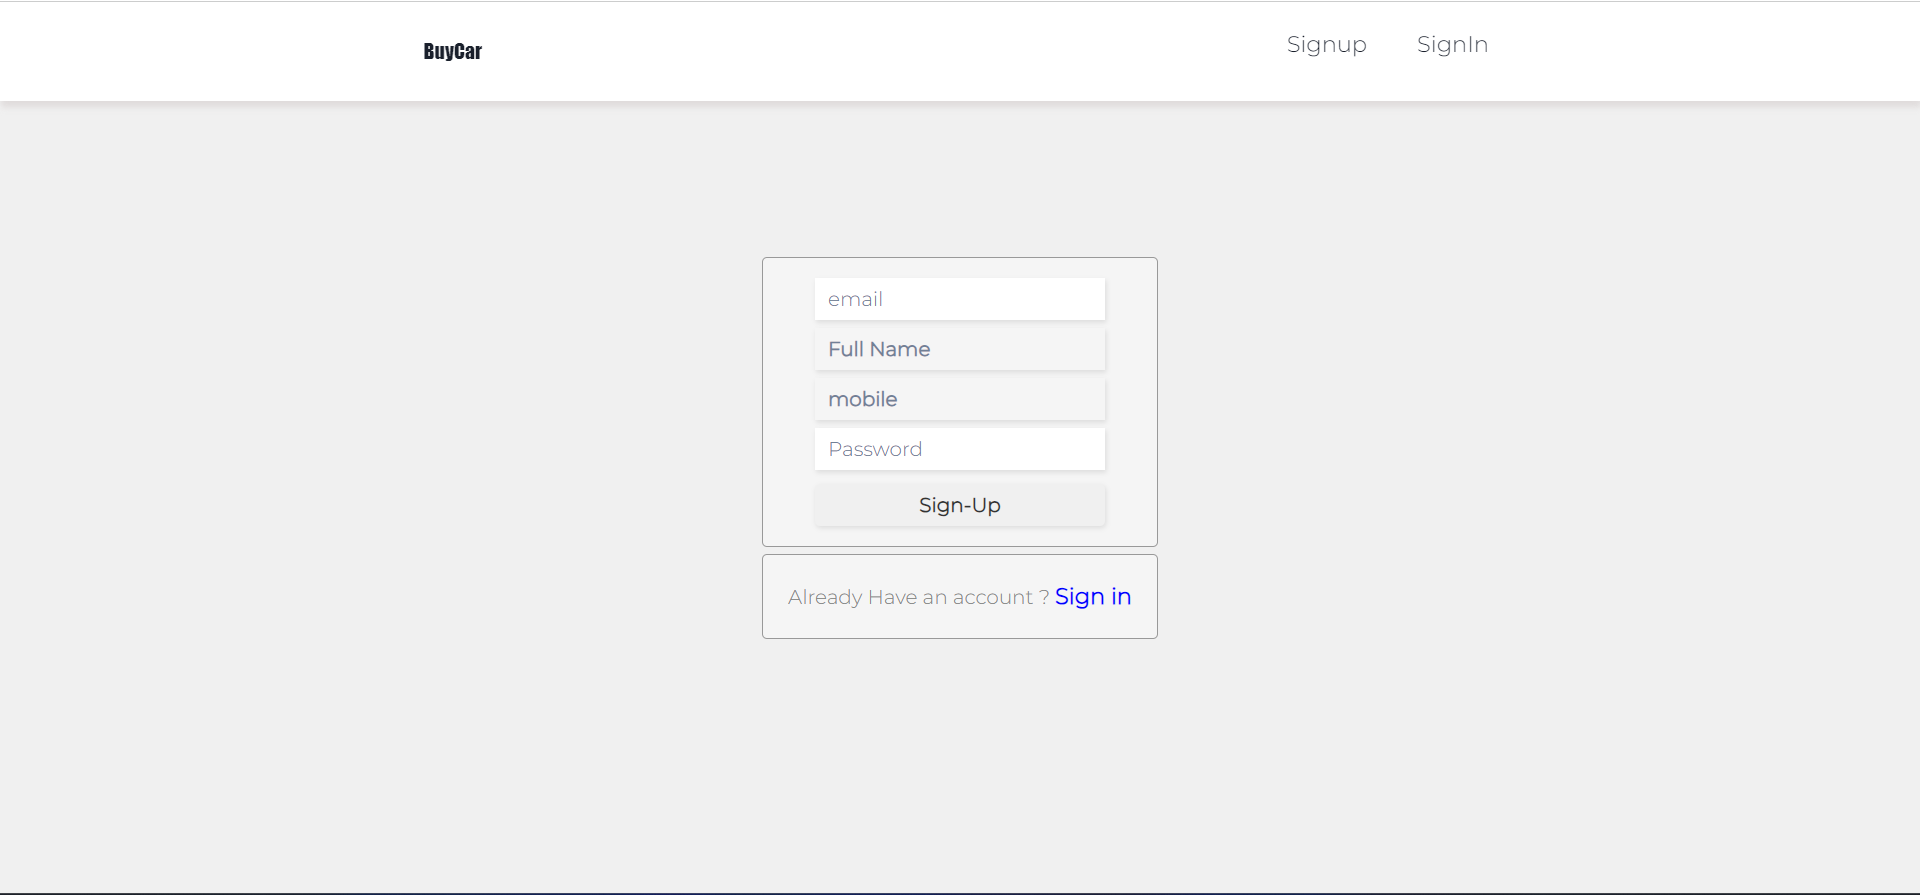 BuyCar
Signup SignIn
email
Full Name
mobile
Password
Sign-Up
Already Have an account ? Sign in